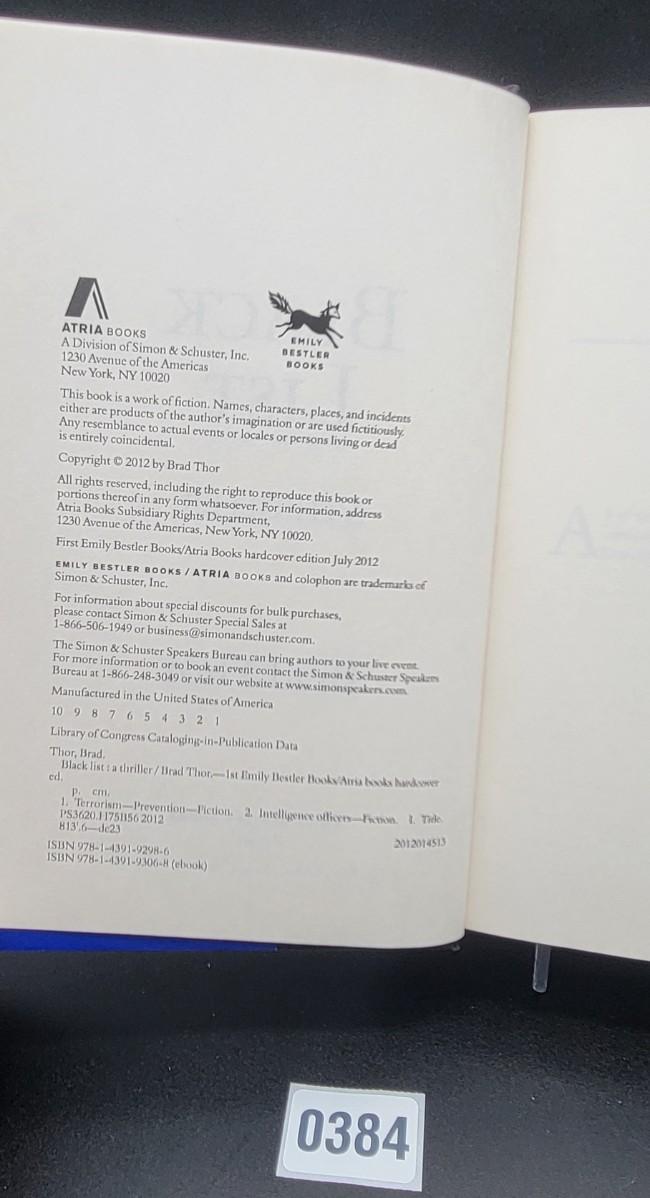 ATRIA BOOKS
A Division of Simon & Schuster, Inc.
1230 Avenue of the Americas
New York, NY 10020
EMILY
BESTLER
BOOKS
This book is a work of fiction. Names, characters, places, and incidents
either are products of the author's imagination or are used fictitiously.
Any resemblance to actual events or locales or persons living or dead
is entirely coincidental.
Copyright © 2012 by Brad Thor
All rights reserved, including the right to reproduce this book or
portions thereof in any form whatsoever. For information, address
Atria Books Subsidiary Rights Department,
1230 Avenue of the Americas, New York, NY 10020.
First Emily Bestler Books/Atria Books hardcover edition July 2012
EMILY BESTLER BOOKS / ATRIA BOOKS and colophon are trademarks of
Simon & Schuster, Inc.
For information about special discounts for bulk purchases,
please contact Simon & Schuster Special Sales at
1-866-506-1949 or business@simonandschuster.com.
The Simon & Schuster Speakers Bureau can bring authors to your live event.
For more information or to book an event contact the Simon & Schuster Speakers
Bureau at 1-866-248-3049 or visit our website at www.simonspeakers.com.
Manufactured in the United States of America
10 9 8 7 6 5 4 3 2 1
Library of Congress Cataloging-in-Publication Data
Thor, Brad.
Black list : a thriller / Brad Thor.—1st Emily Bestler Books/Atria books hardcover
ed.
p. cm.
1. Terrorism—Prevention—Fiction. 2. Intelligence officers—Fiction. I. Title.
2012
813'.6—dc23
2012014513
ISBN 978-1-4391-9298-6
ISBN 978-1-4391-9306-8 (ebook)
0384